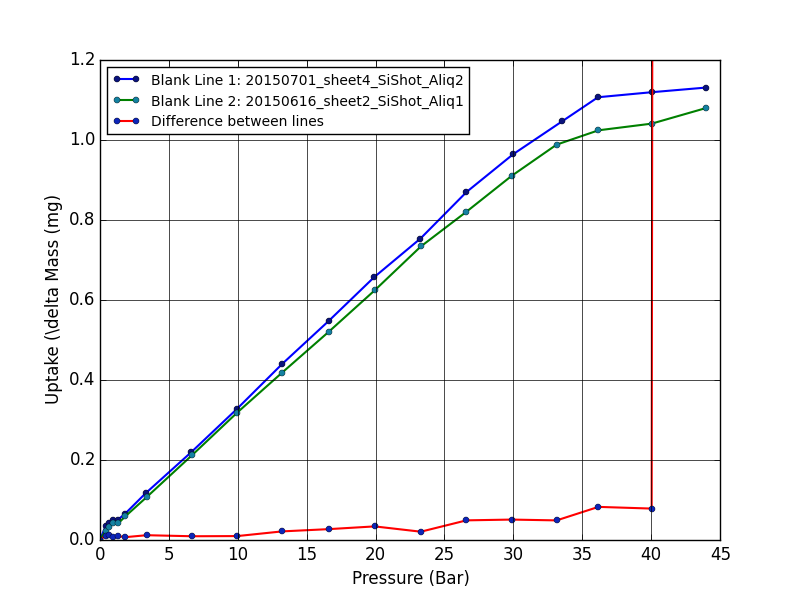 Blank Line 1: 20150701_sheet4_SiShot_Aliq2
Blank Line 2: 20150616_sheet2_SiShot_Aliq1
Difference between lines
1.2
1.0
0.8
0.6
0.4
0.2
0.0
Uptake (\delta Mass (mg)
0 5 10 15 20 25 30 35 40 45
Pressure (Bar)